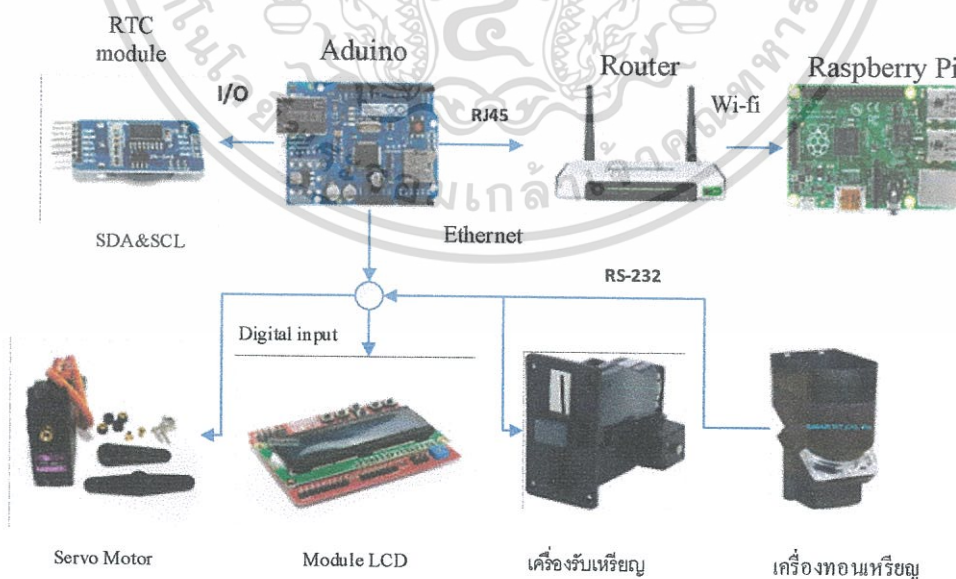 RTC
module
Aduino
Router
Raspberry Pi
I/O
RJ45
Wi-fi
SDA&SCL
Ethernet
RS-232
Digital input
Servo Motor
Module LCD
เครื่องรับเหรียญ
เครื่องทอนเหรียญ